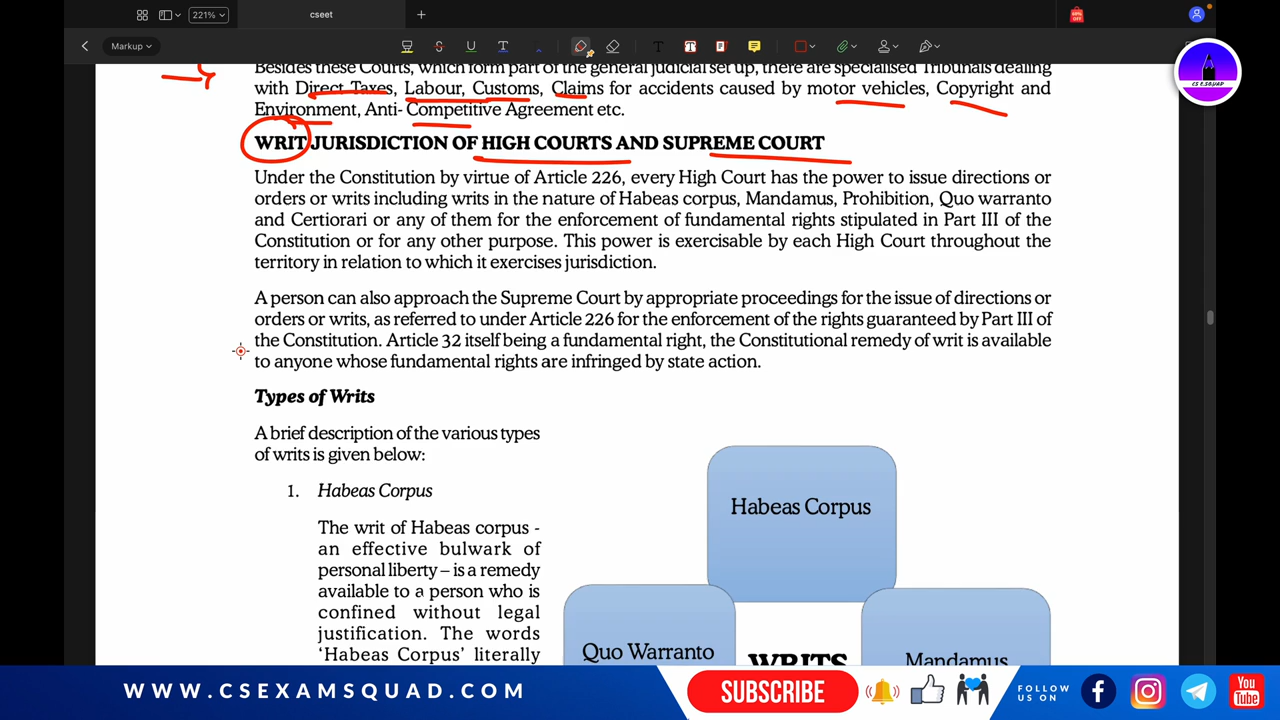 221%
cseet
Markup
80% OFF
CS E.SQUAD
Besides these Courts, which form part of the general judicial set up, there are specialised Tribunals dealing
with Direct Taxes, Labour, Customs, Claims for accidents caused by motor vehicles, Copyright and
Environment, Anti- Competitive Agreement etc.
WRIT JURISDICTION OF HIGH COURTS AND SUPREME COURT
Under the Constitution by virtue of Article 226, every High Court has the power to issue directions or
orders or writs including writs in the nature of Habeas corpus, Mandamus, Prohibition, Quo warranto
and Certiorari or any of them for the enforcement of fundamental rights stipulated in Part III of the
Constitution or for any other purpose. This power is exercisable by each High Court throughout the
territory in relation to which it exercises jurisdiction.
A person can also approach the Supreme Court by appropriate proceedings for the issue of directions or
orders or writs, as referred to under Article 226 for the enforcement of the rights guaranteed by Part III of
the Constitution. Article 32 itself being a fundamental right, the Constitutional remedy of writ is available
to anyone whose fundamental rights are infringed by state action.
Types of Writs
A brief description of the various types
of writs is given below:
1. Habeas Corpus
The writ of Habeas corpus -
an effective bulwark of
personal liberty – is a remedy
available to a person who is
confined without legal
justification. The words
‘Habeas Corpus’ literally
Habeas Corpus
Quo Warranto
WRITS
Mandamus
WWW.CSEXAMSQUAD.COM
SUBSCRIBE
FOLLOW
US ON
You
Tube